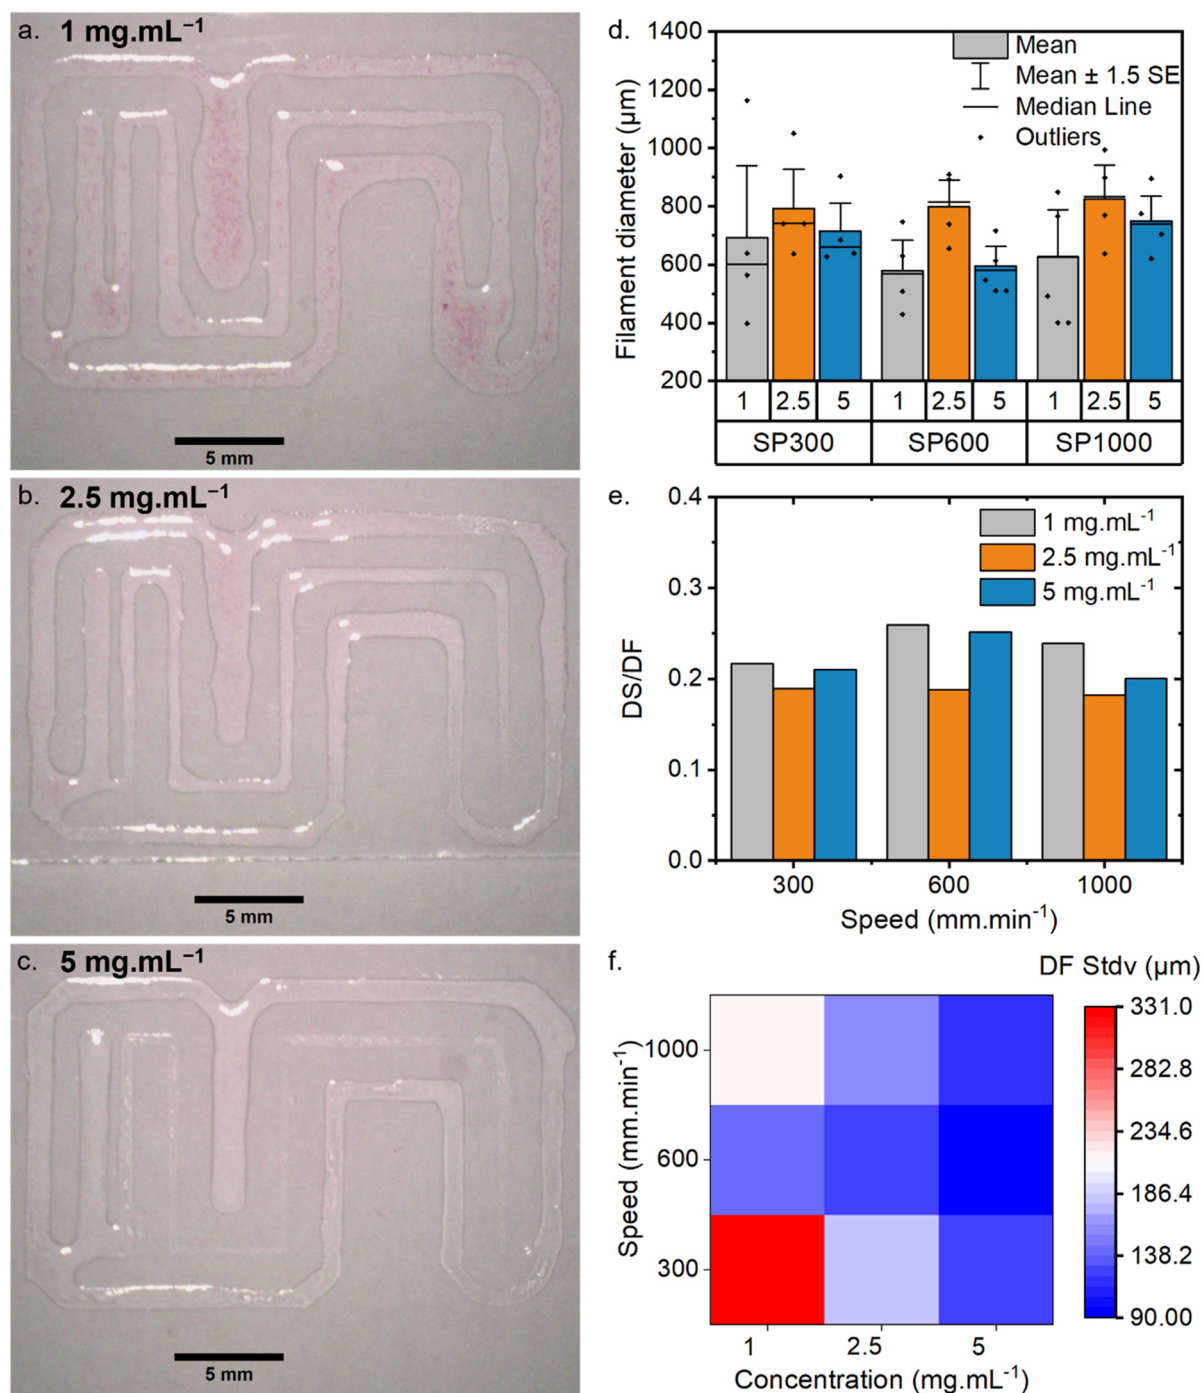 a. 1 mg.mL⁻¹
5 mm
b. 2.5 mg.mL⁻¹
5 mm
c. 5 mg.mL⁻¹
5 mm
d.
1400
1200
1000
800
600
400
200
Filament diameter (µm)
Mean
Mean ± 1.5 SE
Median Line
Outliers
1 2.5 5 1 2.5 5 1 2.5 5
SP300 SP600 SP1000
e.
0.4
0.3
0.2
0.1
0.0
DS/DF
1 mg.mL⁻¹
2.5 mg.mL⁻¹
5 mg.mL⁻¹
300 600 1000
Speed (mm.min⁻¹)
f.
DF Stdv (µm)
1000
600
300
Speed (mm.min⁻¹)
1 2.5 5
Concentration (mg.mL⁻¹)
331.0
282.8
234.6
186.4
138.2
90.00